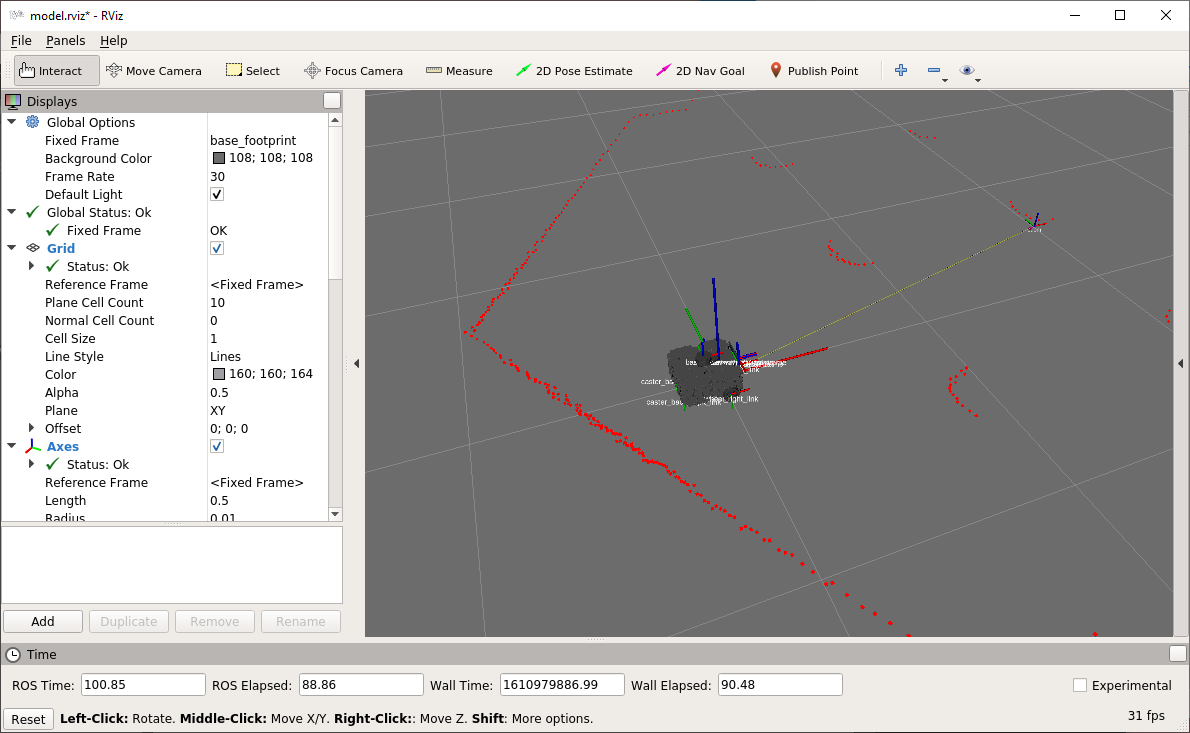 model.rviz* - RViz
File Panels Help
Interact Move Camera Select Focus Camera Measure 2D Pose Estimate 2D Nav Goal Publish Point
Displays
Global Options
Fixed Frame base_footprint
Background Color 108; 108; 108
Frame Rate 30
Default Light
Global Status: Ok
Fixed Frame OK
Grid
Status: Ok
Reference Frame <Fixed Frame>
Plane Cell Count 10
Normal Cell Count 0
Cell Size 1
Line Style Lines
Color 160; 160; 164
Alpha 0.5
Plane XY
Offset 0; 0; 0
Axes
Status: Ok
Reference Frame <Fixed Frame>
Length 0.5
Radius 0.01
Add Duplicate Remove Rename
Time
ROS Time: 100.85 ROS Elapsed: 88.86 Wall Time: 1610979886.99 Wall Elapsed: 90.48 Experimental
Reset Left-Click: Rotate. Middle-Click: Move X/Y. Right-Click:: Move Z. Shift: More options. 31 fps